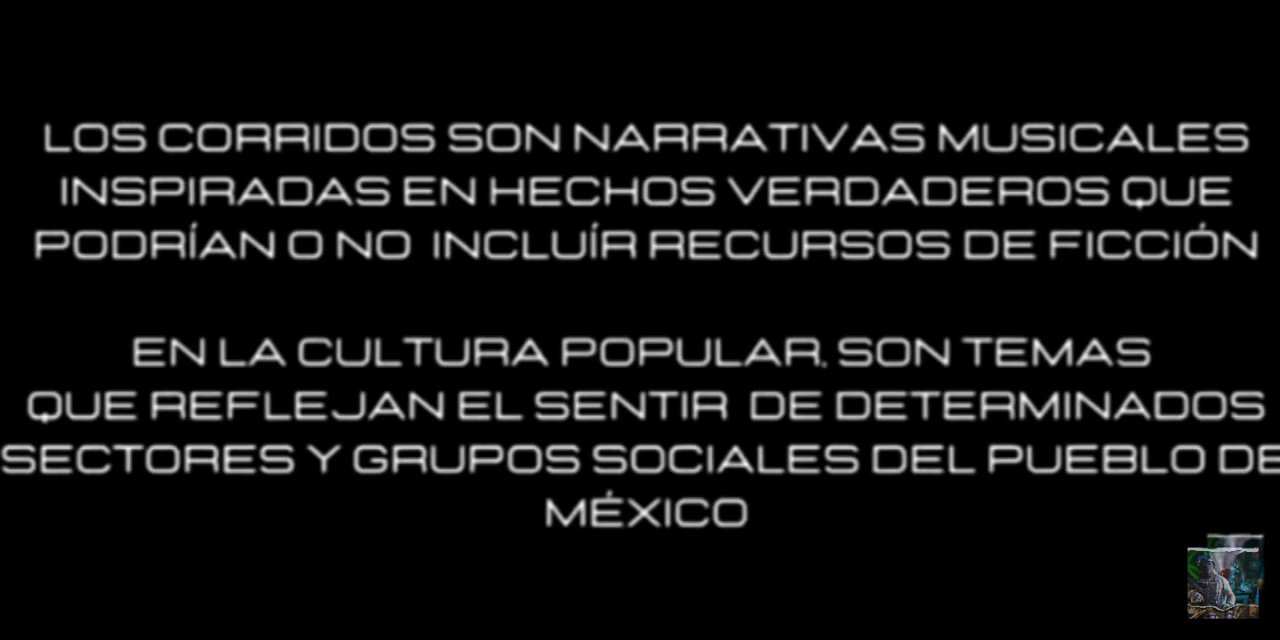 LOS CORRIDOS SON NARRATIVAS MUSICALES
INSPIRADAS EN HECHOS VERDADEROS QUE
PODRÍAN O NO INCLUÍR RECURSOS DE FICCIÓN
EN LA CULTURA POPULAR, SON TEMAS
QUE REFLEJAN EL SENTIR DE DETERMINADOS
SECTORES Y GRUPOS SOCIALES DEL PUEBLO DE
MÉXICO